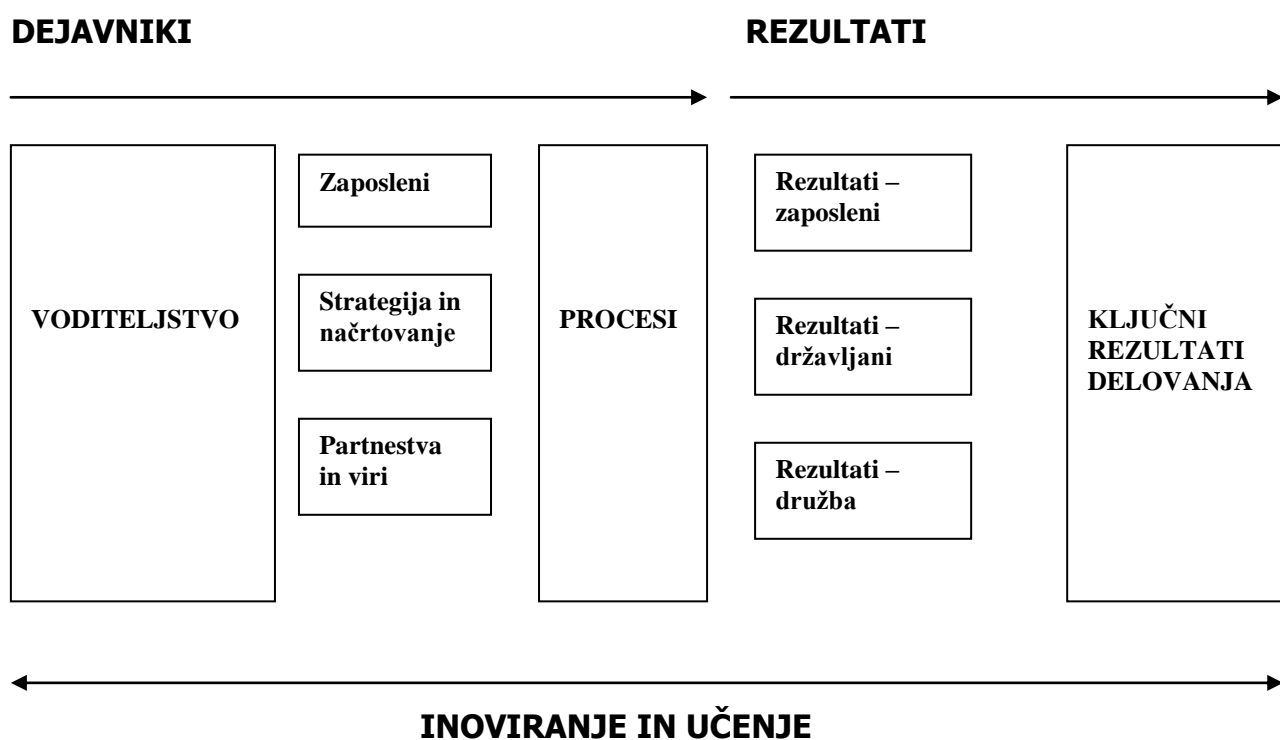 DEJAVNIKI
REZULTATI
VODITELJSTVO
Zaposleni
Strategija in
načrtovanje
Partnestva
in viri
PROCESI
Rezultati –
zaposleni
Rezultati –
državljani
Rezultati –
družba
KLJUČNI
REZULTATI
DELOVANJA
INOVIRANJE IN UČENJE